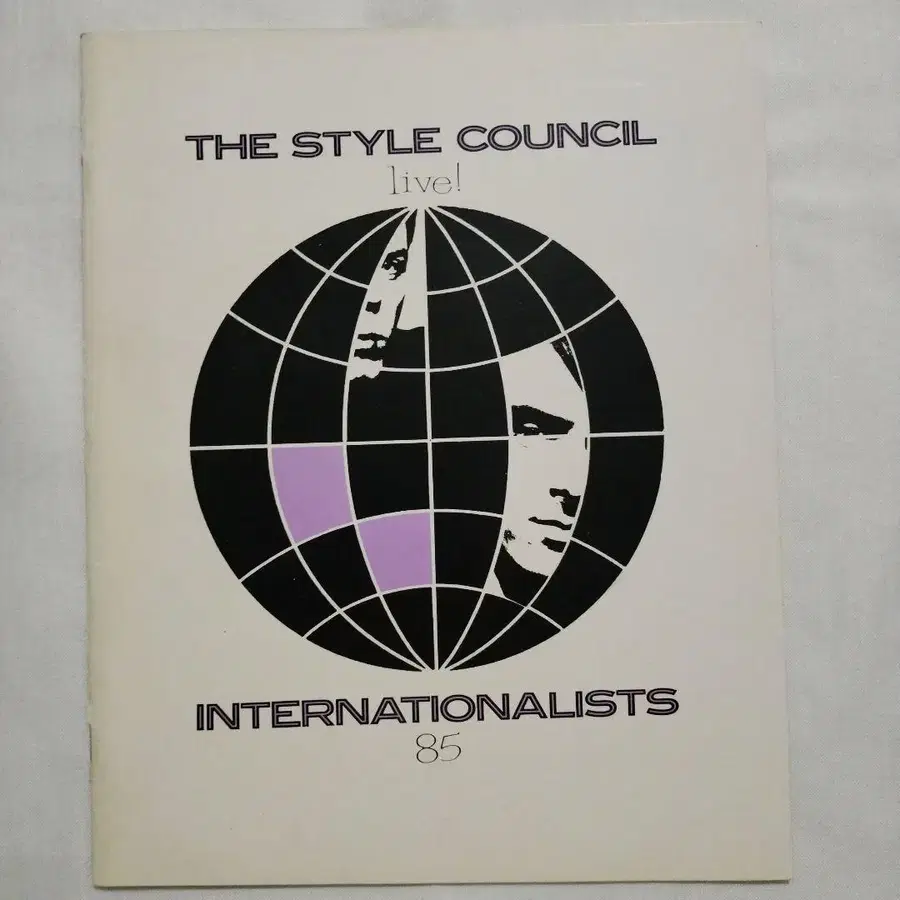 THE STYLE COUNCIL
live!
INTERNATIONALISTS
85